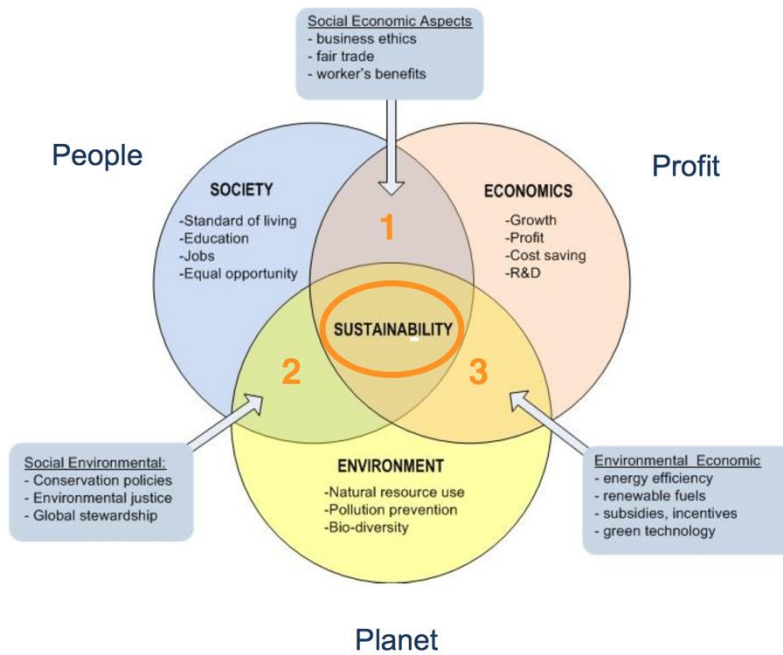 Social Economic Aspects
- business ethics
- fair trade
- worker's benefits
People
Profit
SOCIETY
-Standard of living
-Education
-Jobs
-Equal opportunity
ECONOMICS
-Growth
-Profit
-Cost saving
-R&D
1
SUSTAINABILITY
2
3
Social Environmental:
- Conservation policies
- Environmental justice
- Global stewardship
ENVIRONMENT
-Natural resource use
-Pollution prevention
-Bio-diversity
Environmental Economic
- energy efficiency
- renewable fuels
- subsidies, incentives
- green technology
Planet